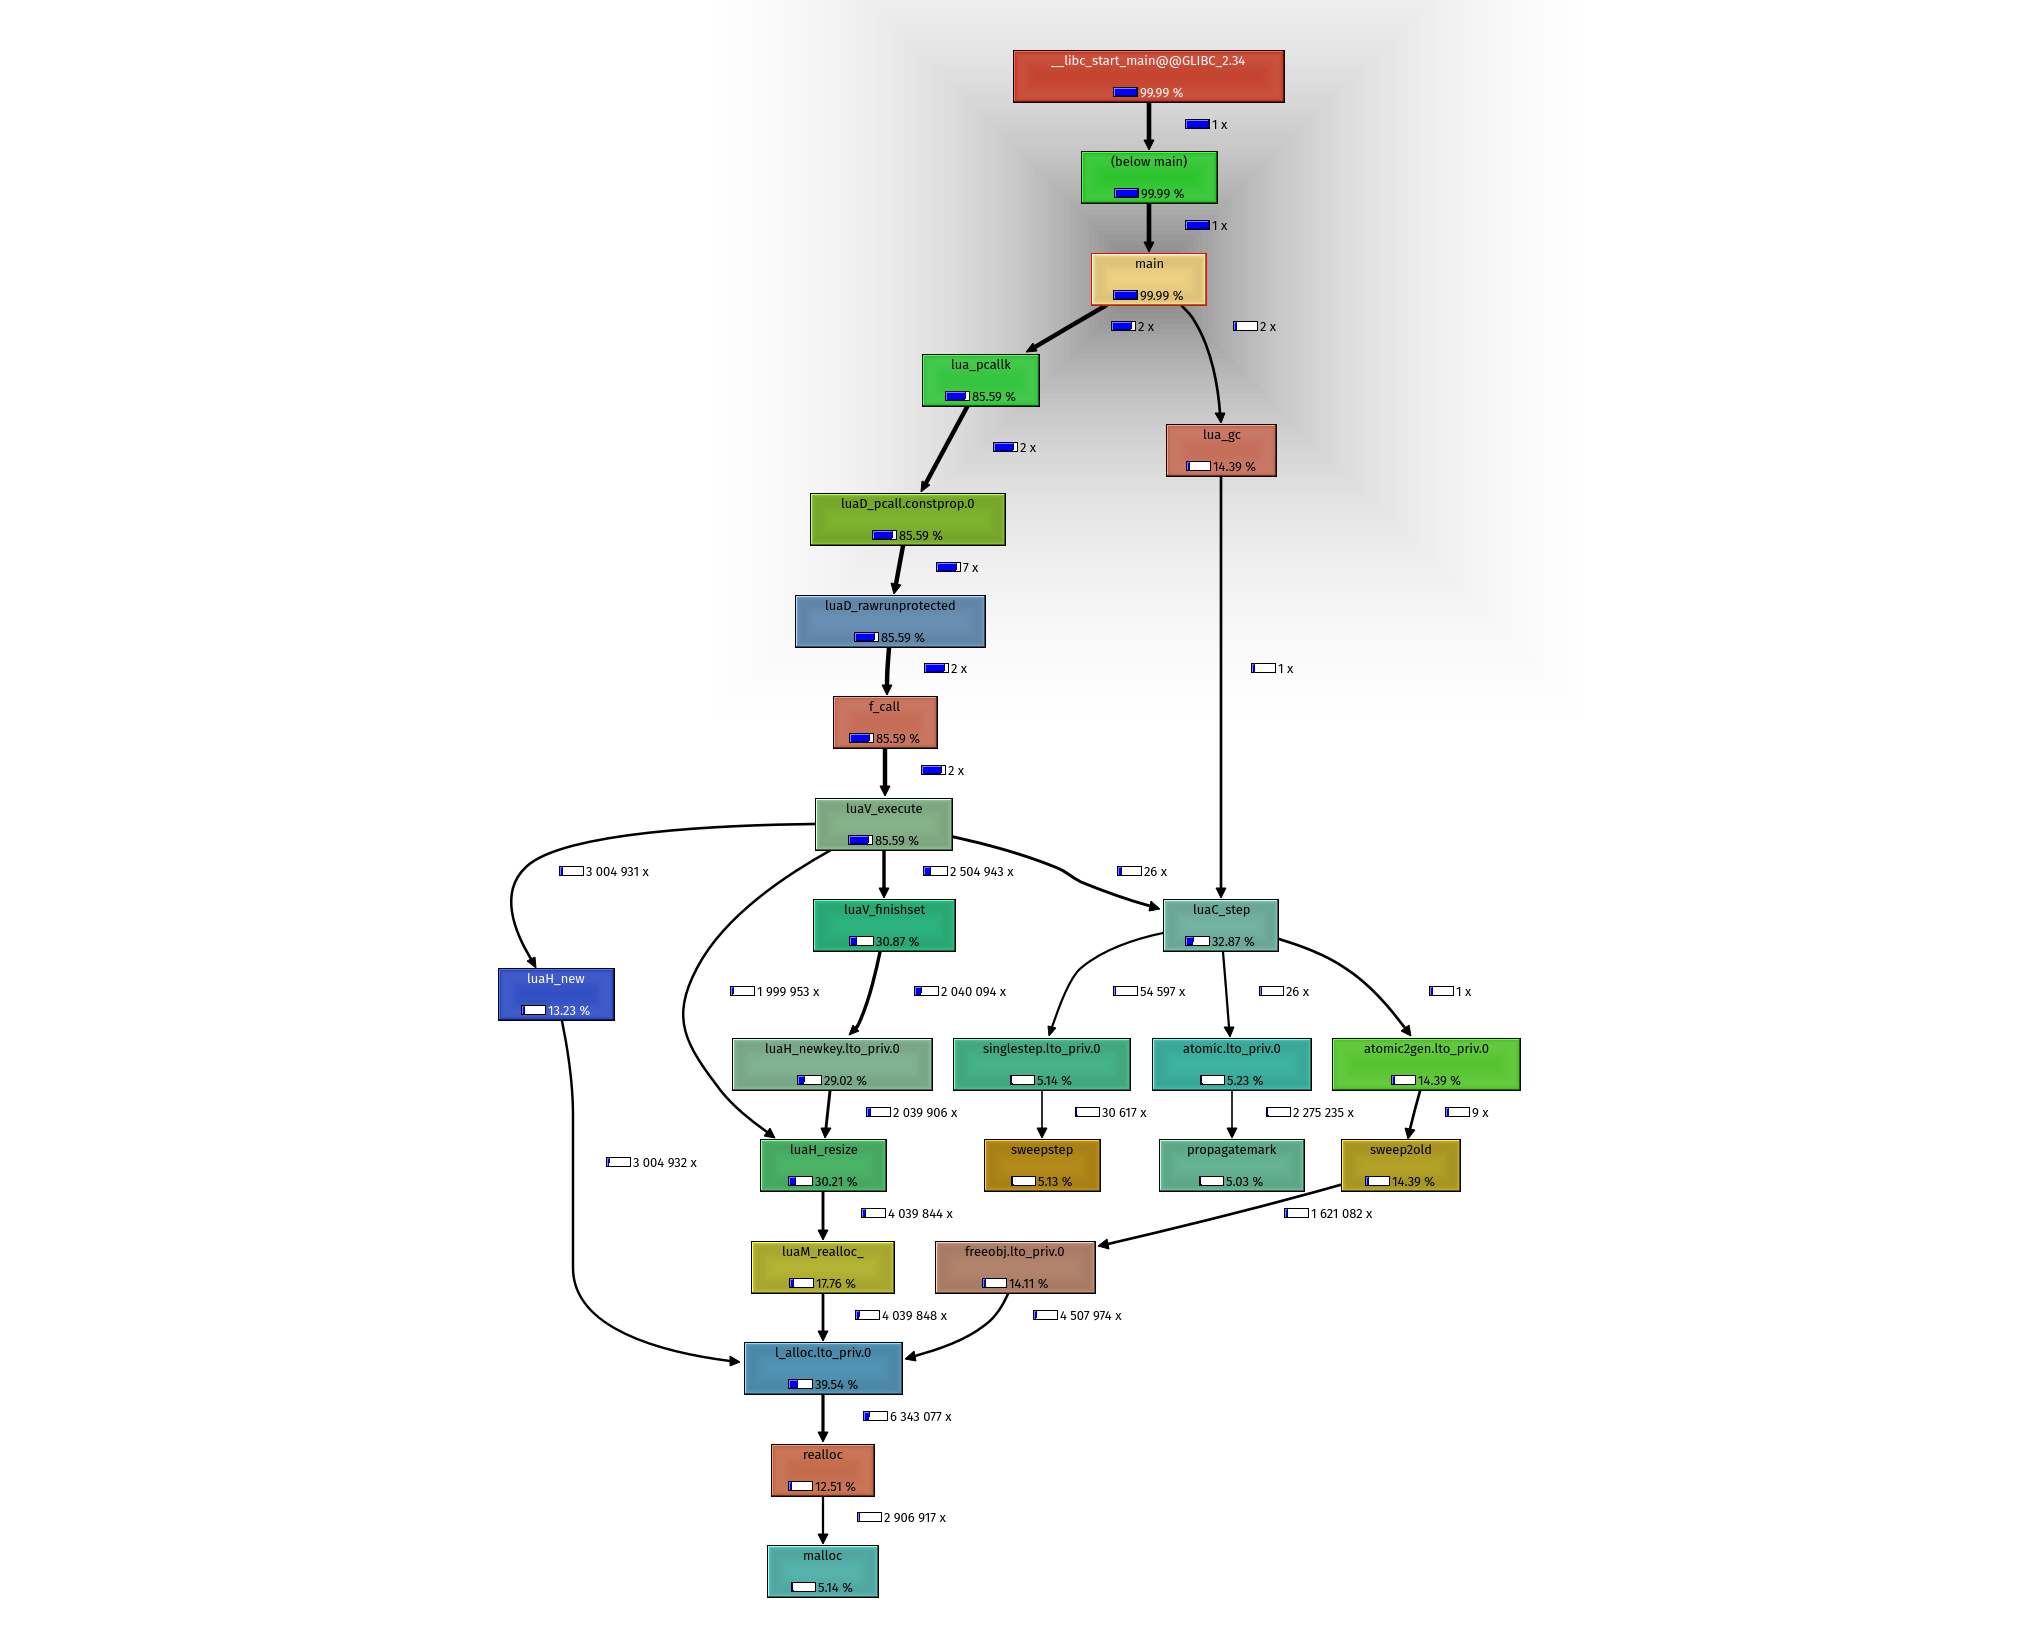 __libc_start_main@@GLIBC_2.34
99.99 %
1 x
(below main)
99.99 %
1 x
main
99.99 %
2 x
2 x
lua_pcallk
85.59 %
lua_gc
14.39 %
2 x
luaD_pcall.constprop.0
85.59 %
7 x
luaD_rawrunprotected
85.59 %
2 x
1 x
f_call
85.59 %
2 x
luaV_execute
85.59 %
3 004 931 x
2 504 943 x
26 x
luaV_finishset
30.87 %
luaC_step
32.87 %
luaH_new
13.23 %
1 999 953 x
2 040 094 x
54 597 x
26 x
1 x
luaH_newkey.lto_priv.0
29.02 %
singlestep.lto_priv.0
5.14 %
atomic.lto_priv.0
5.23 %
atomic2gen.lto_priv.0
14.39 %
2 039 906 x
30 617 x
2 275 235 x
9 x
luaH_resize
30.21 %
sweepstep
5.13 %
propagatemark
5.03 %
sweep2old
14.39 %
3 004 932 x
4 039 844 x
1 621 082 x
luaM_realloc_
17.76 %
freeobj.lto_priv.0
14.11 %
4 039 848 x
4 507 974 x
l_alloc.lto_priv.0
39.54 %
6 343 077 x
realloc
12.51 %
2 906 917 x
malloc
5.14 %